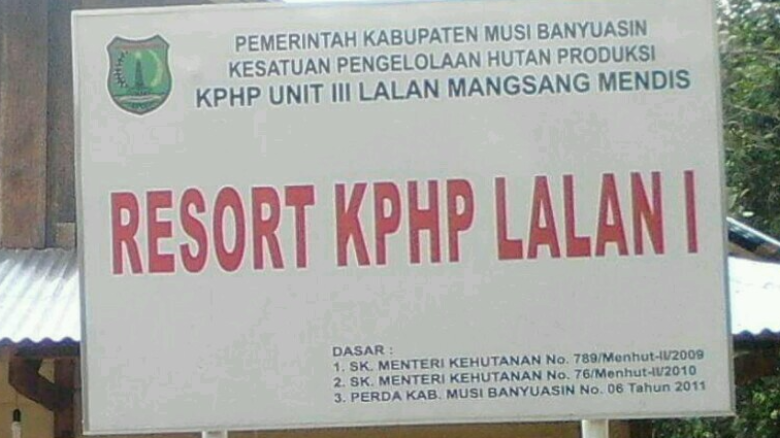 PEMERINTAH KABUPATEN MUSI BANYUASIN
KESATUAN PENGELOLAAN HUTAN PRODUKSI
KPHP UNIT III LALAN MANGSANG MENDIS
RESORT KPHP LALAN I
DASAR :
1. SK. MENTERI KEHUTANAN No. 789/Menhut-II/2009
2. SK. MENTERI KEHUTANAN No. 76/Menhut-II/2010
3. PERDA KAB. MUSI BANYUASIN No. 06 Tahun 2011